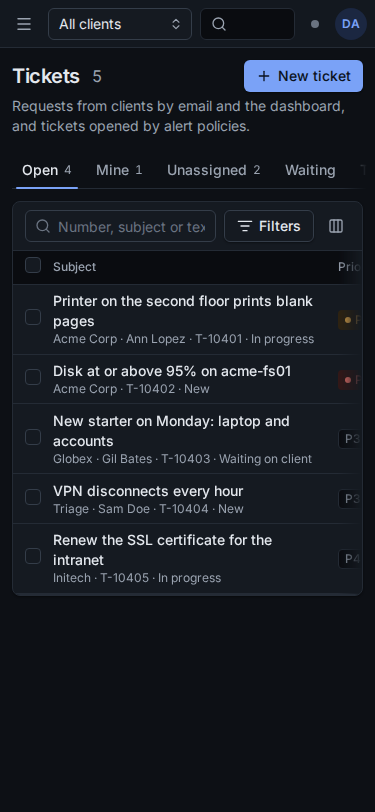 All clients
DA
Tickets 5
New ticket
Requests from clients by email and the dashboard,
and tickets opened by alert policies.
Open 4 Mine 1 Unassigned 2 Waiting
Number, subject or tex
Filters
Subject
Printer on the second floor prints blank
pages
Acme Corp · Ann Lopez · T-10401 · In progress
Disk at or above 95% on acme-fs01
Acme Corp · T-10402 · New
New starter on Monday: laptop and
accounts
Globex · Gil Bates · T-10403 · Waiting on client
P3
VPN disconnects every hour
Triage · Sam Doe · T-10404 · New
P3
Renew the SSL certificate for the
intranet
Initech · T-10405 · In progress
P4